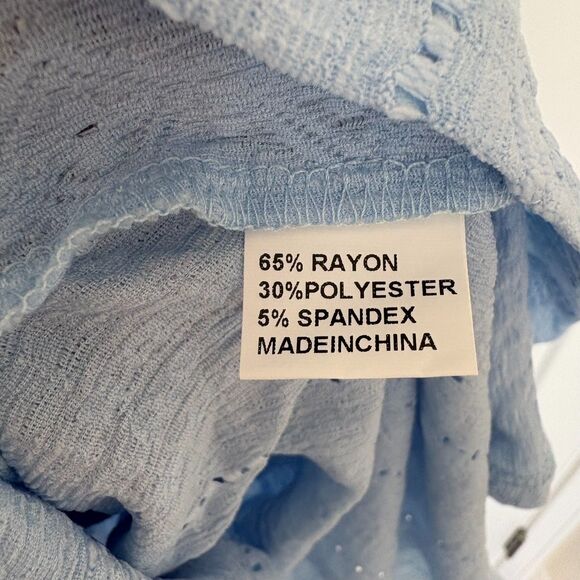 65% RAYON
30%POLYESTER
5% SPANDEX
MADEINCHINA